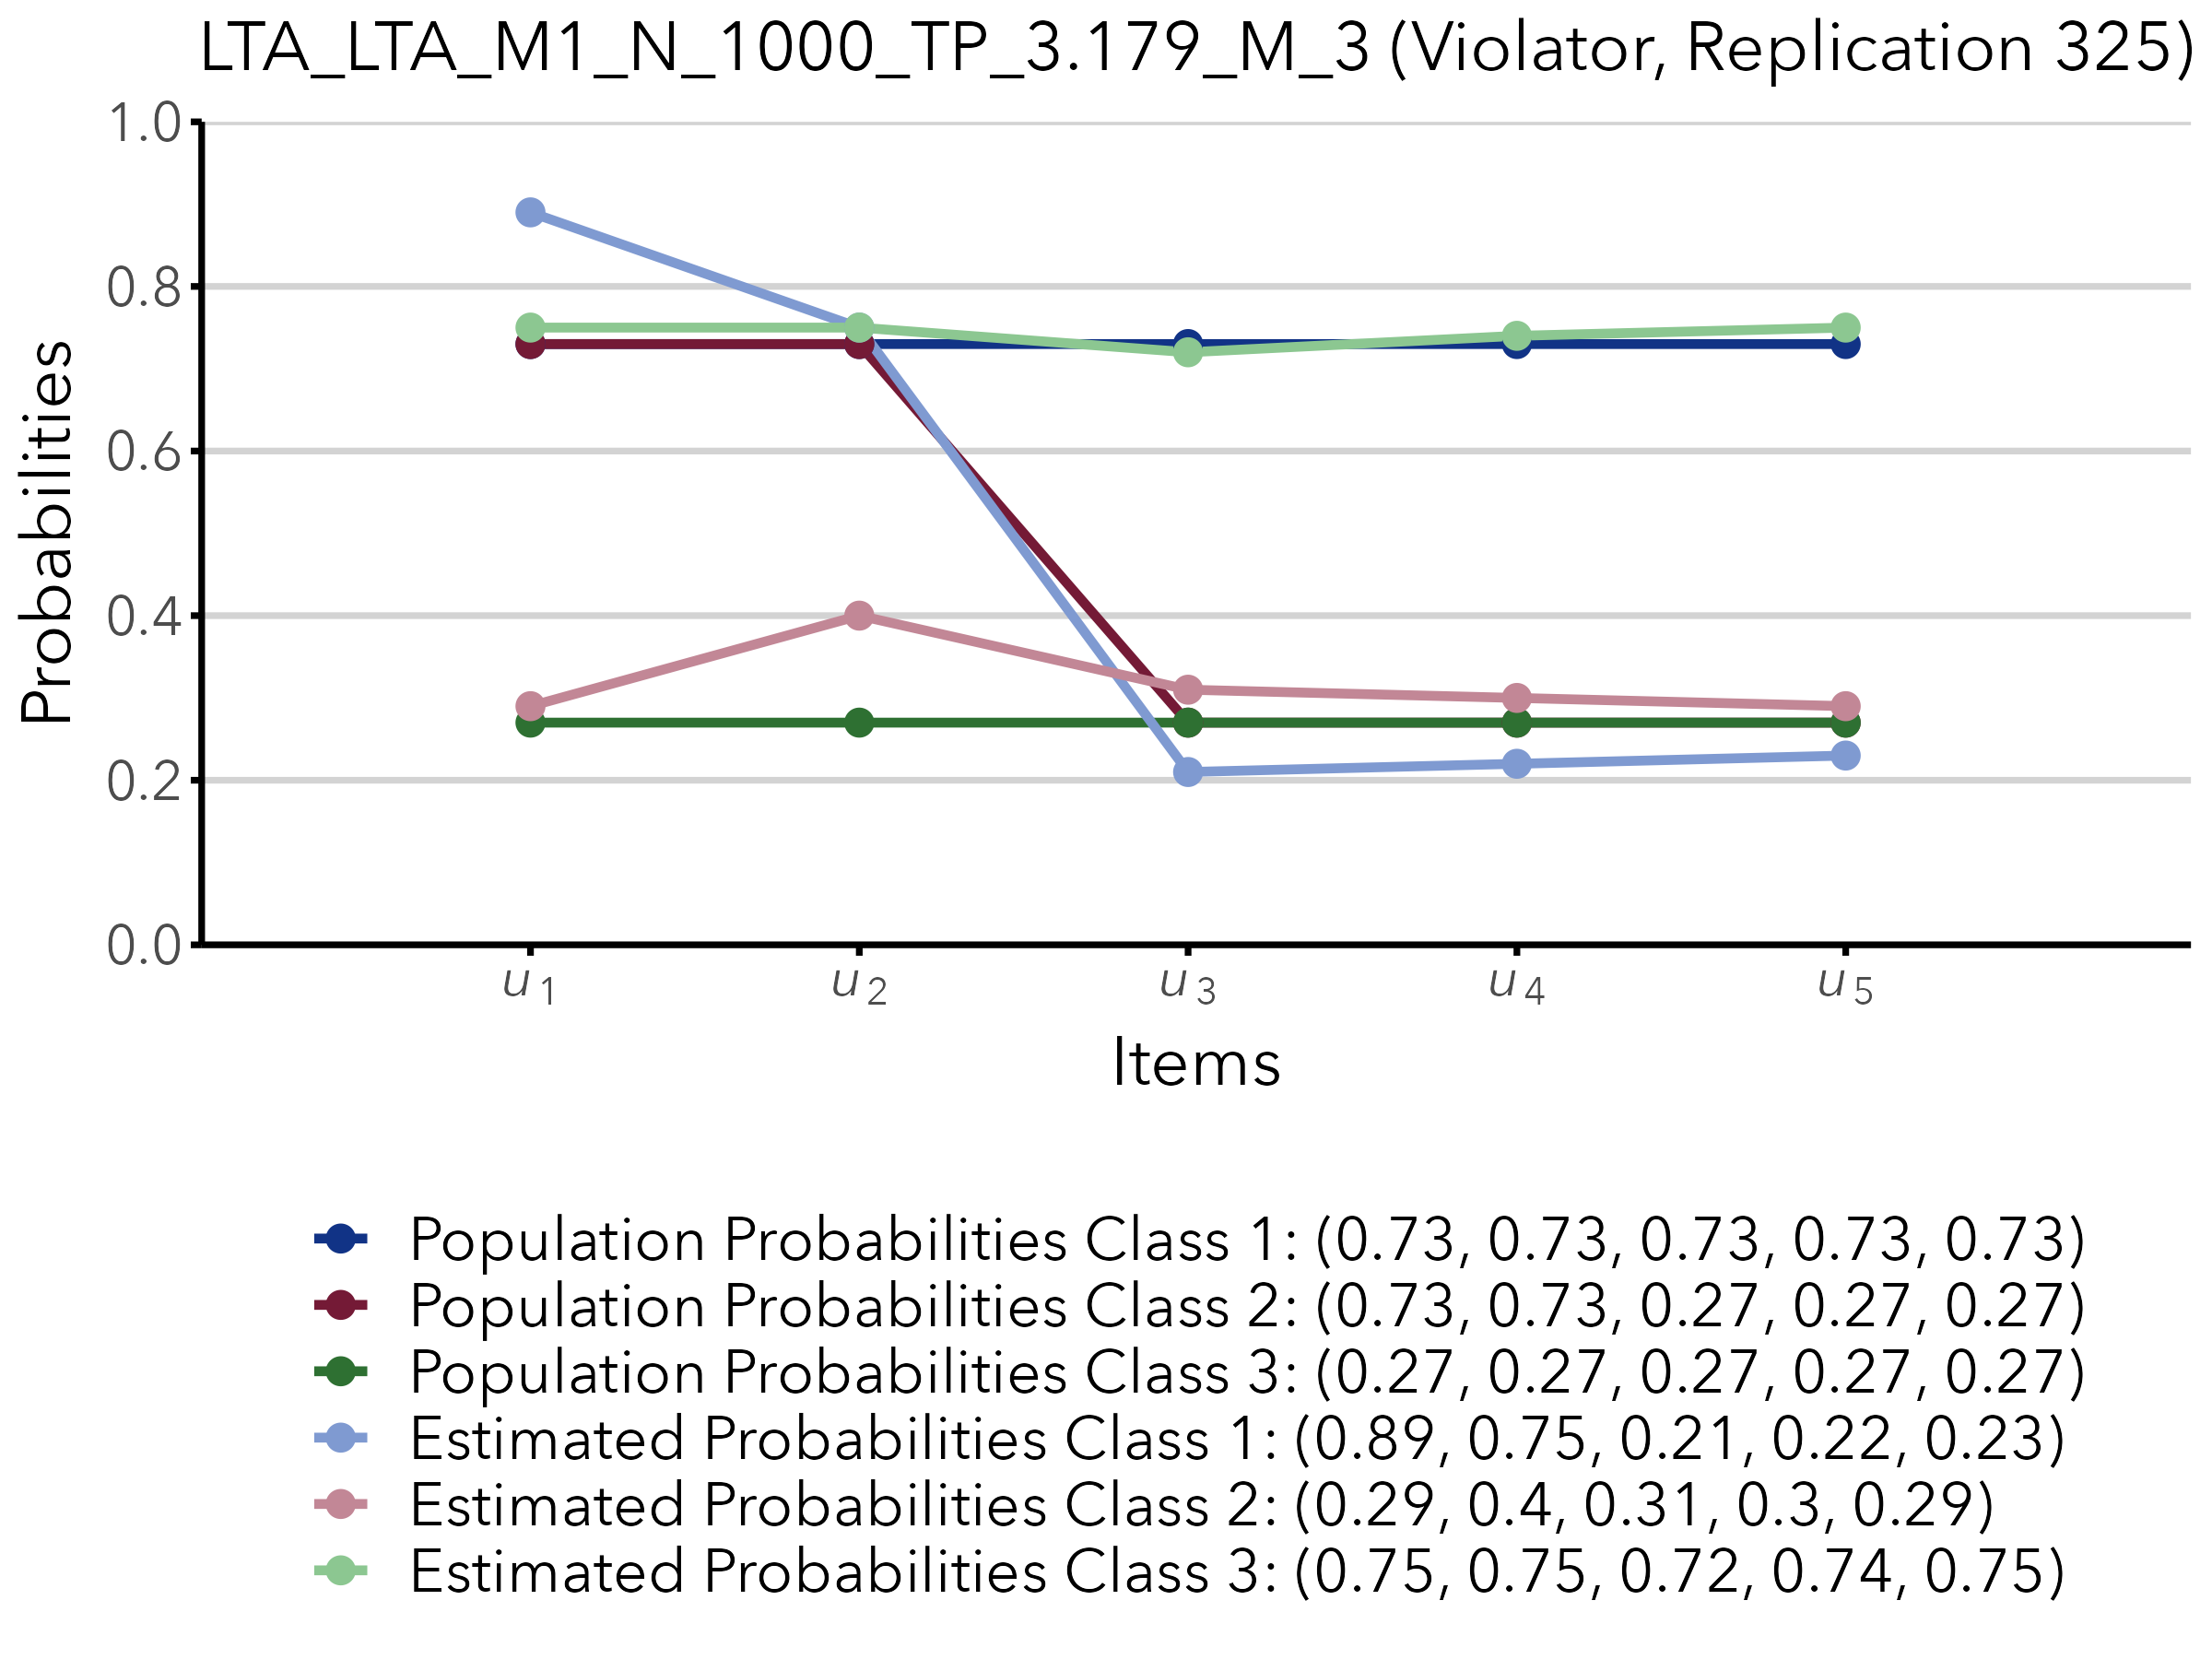 LTA_LTA_M1_N_1000_TP_3.179_M_3 (Violator, Replication 325)
1.0
0.8
0.6
0.4
0.2
0.0
Probabilities
u1 u2 u3 u4 u5
Items
Population Probabilities Class 1: (0.73, 0.73, 0.73, 0.73, 0.73)
Population Probabilities Class 2: (0.73, 0.73, 0.27, 0.27, 0.27)
Population Probabilities Class 3: (0.27, 0.27, 0.27, 0.27, 0.27)
Estimated Probabilities Class 1: (0.89, 0.75, 0.21, 0.22, 0.23)
Estimated Probabilities Class 2: (0.29, 0.4, 0.31, 0.3, 0.29)
Estimated Probabilities Class 3: (0.75, 0.75, 0.72, 0.74, 0.75)